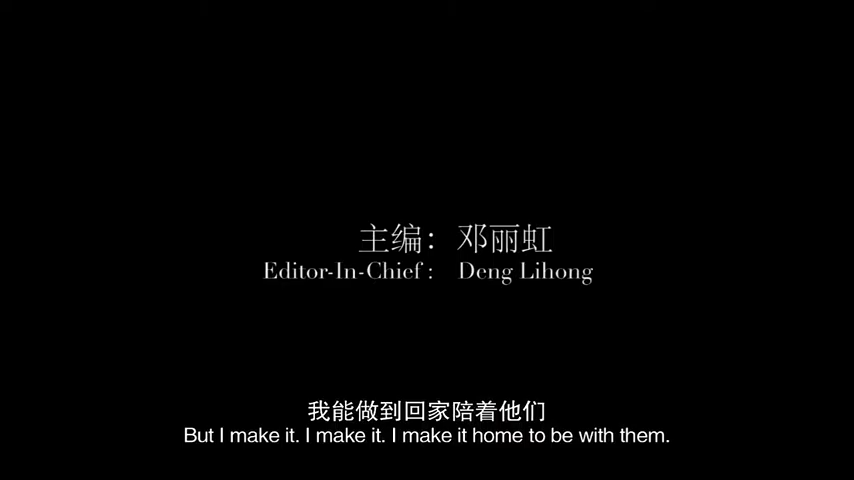 主编：邓丽虹
Editor-In-Chief : Deng Lihong
我能做到回家陪着他们
But I make it. I make it. I make it home to be with them.